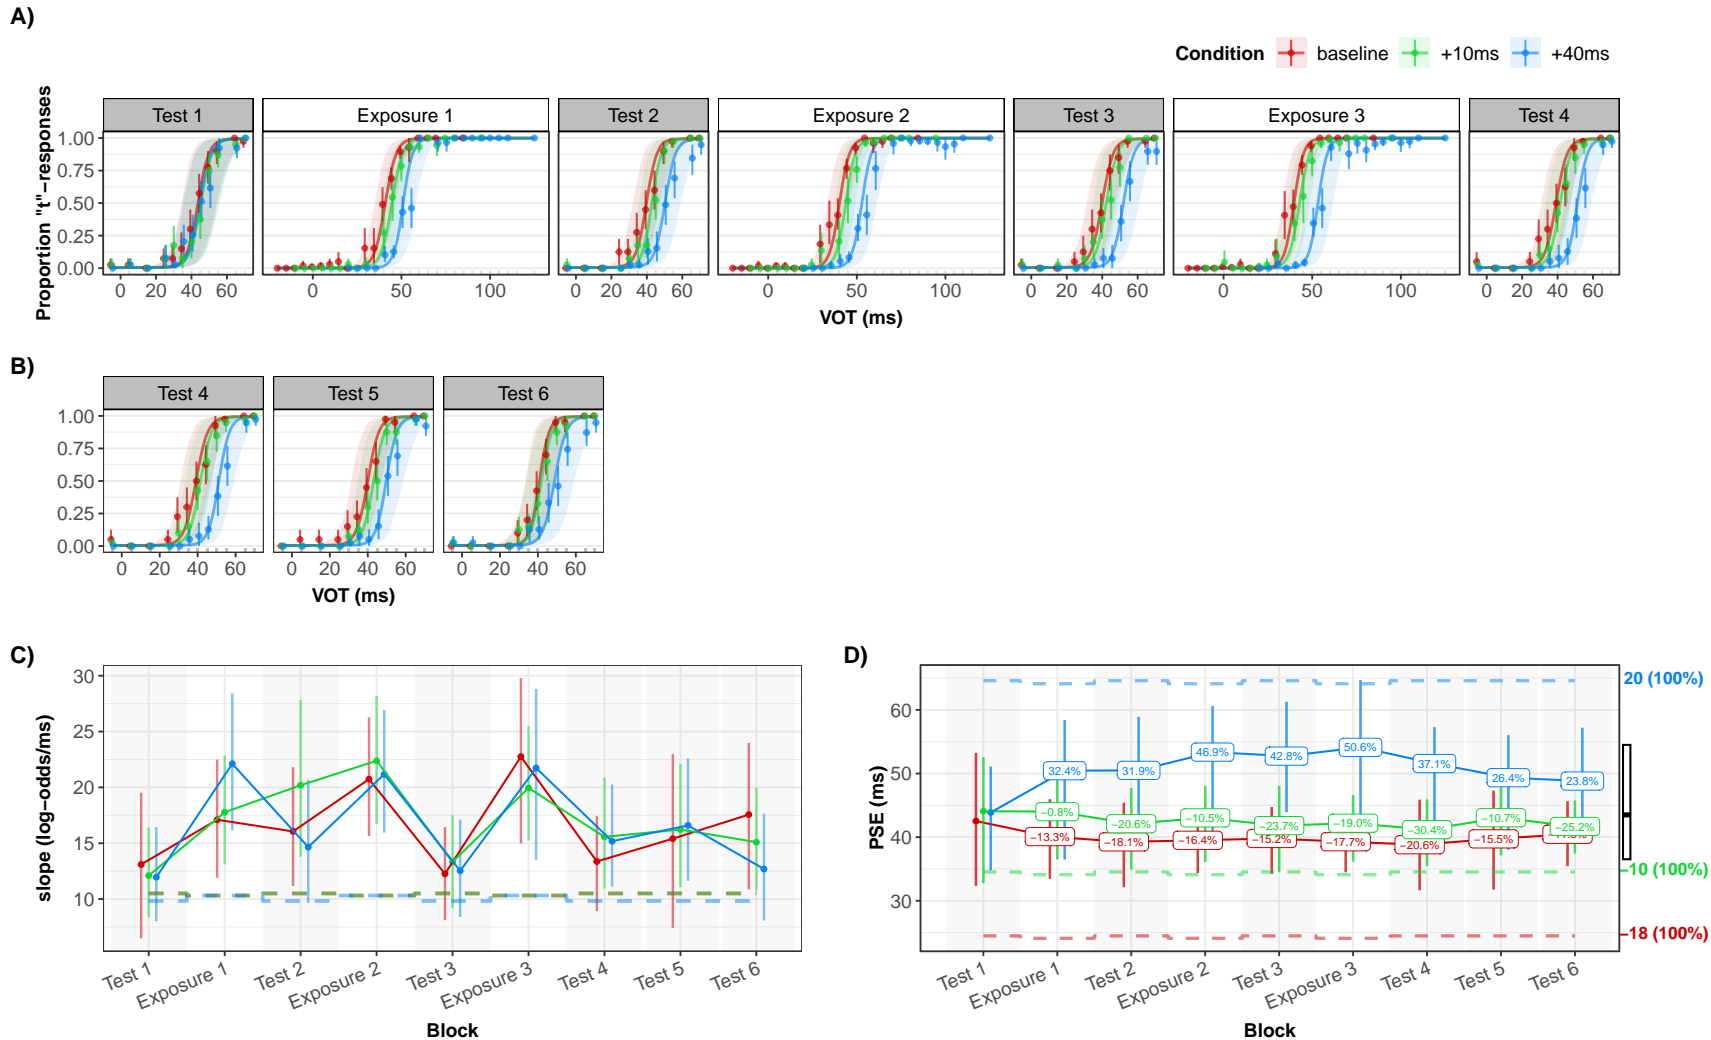 A)
Condition baseline +10ms +40ms
Test 1 Exposure 1 Test 2 Exposure 2 Test 3 Exposure 3 Test 4
Proportion "t"−responses
1.00
0.75
0.50
0.25
0.00
0 20 40 60 0 50 100 0 20 40 60 0 50 100 0 20 40 60 0 50 100 0 20 40 60
VOT (ms)
B)
Test 4 Test 5 Test 6
1.00
0.75
0.50
0.25
0.00
0 20 40 60 0 20 40 60 0 20 40 60
VOT (ms)
C)
slope (log−odds/ms)
30
25
20
15
10
Test 1 Exposure 1 Test 2 Exposure 2 Test 3 Exposure 3 Test 4 Test 5 Test 6
Block
D)
PSE (ms)
60
50
40
30
20 (100%)
−10 (100%)
−18 (100%)
32.4% 31.9% 46.9% 42.8% 50.6% 37.1% 26.4% 23.8%
−0.8% −20.6% −10.5% −23.7% −19.0% −30.4% −10.7% −25.2%
−13.3% −18.1% −16.4% −15.2% −17.7% −20.6% −15.5%
Test 1 Exposure 1 Test 2 Exposure 2 Test 3 Exposure 3 Test 4 Test 5 Test 6
Block